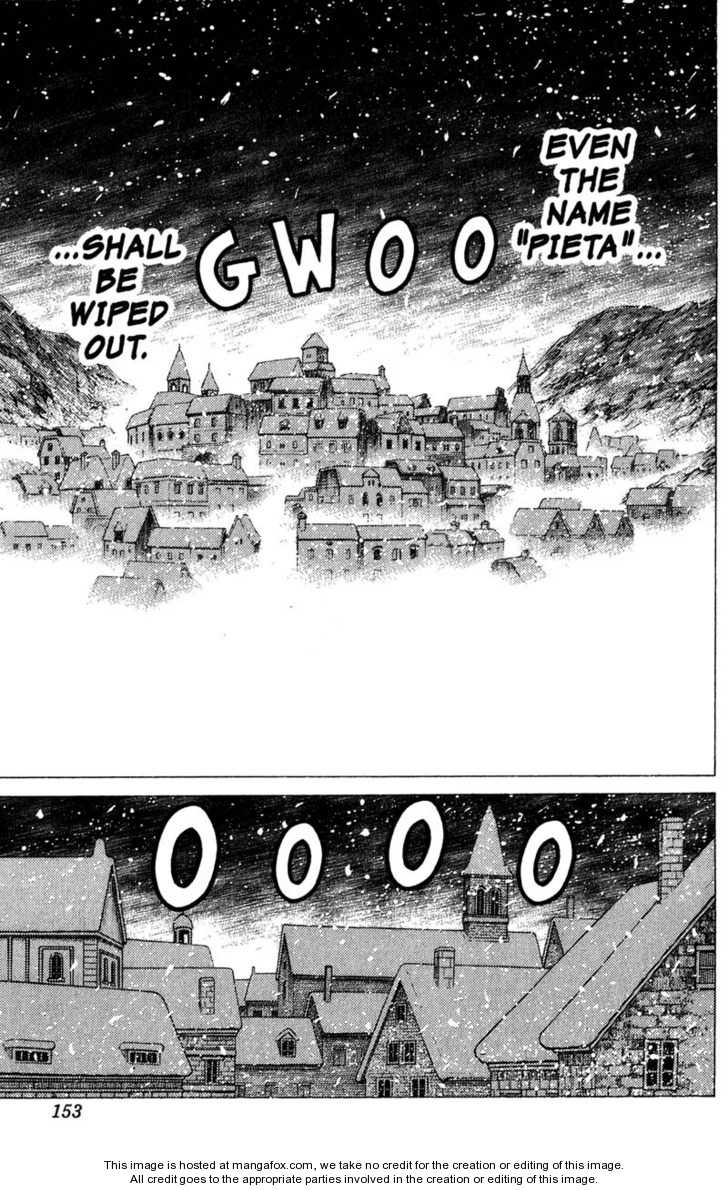 EVEN
THE
NAME
"PIETA"...
GWOO
...SHALL
BE
WIPED
OUT.
OOOO
153
This image is hosted at mangafox.com, we take no credit for the creation or editing of this image.
All credit goes to the appropriate parties involved in the creation or editing of this image.